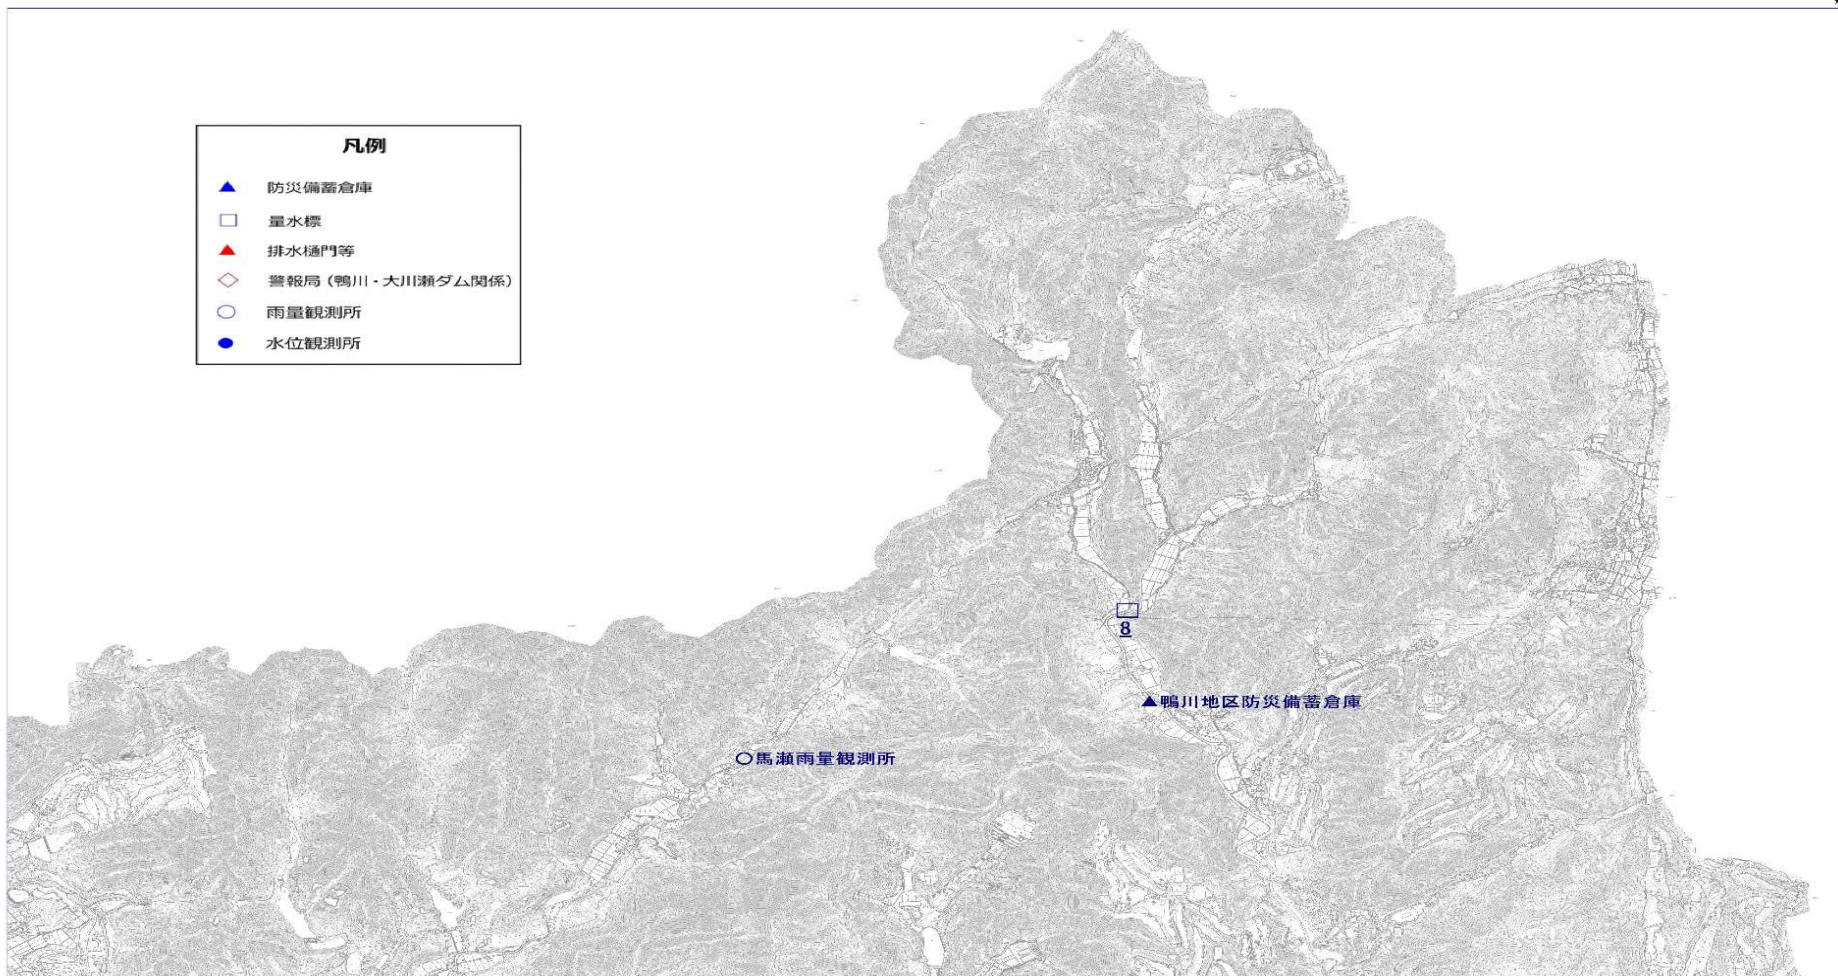 凡例
防災備蓄倉庫
量水標
排水樋門等
警報局（鴨川・大川瀬ダム関係）
雨量観測所
水位観測所
8
鴨川地区防災備蓄倉庫
馬瀬雨量観測所